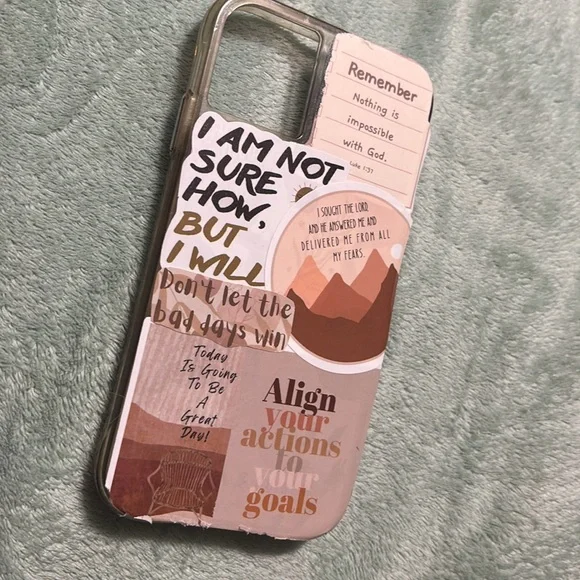 Remember
Nothing is
impossible
with God.
Luke 1:37
I AM NOT
SURE
HOW,
BUT
I WILL
I SOUGHT THE LORD,
AND HE ANSWERED ME AND
DELIVERED ME FROM ALL
MY FEARS.
Don't let the
bad days win
Today
Is Going
To Be
A
Great
Day!
Align
your
actions
to
your
goals